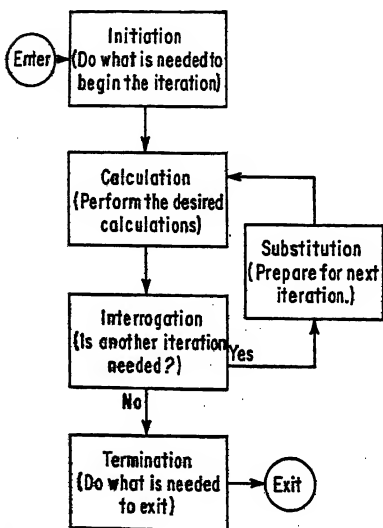 Enter
Initiation
(Do what is needed to
begin the iteration)
Calculation
(Perform the desired
calculations)
Substitution
(Prepare for next
iteration.)
Interrogation
(Is another iteration
needed?)
Yes
No
Termination
(Do what is needed
to exit)
Exit